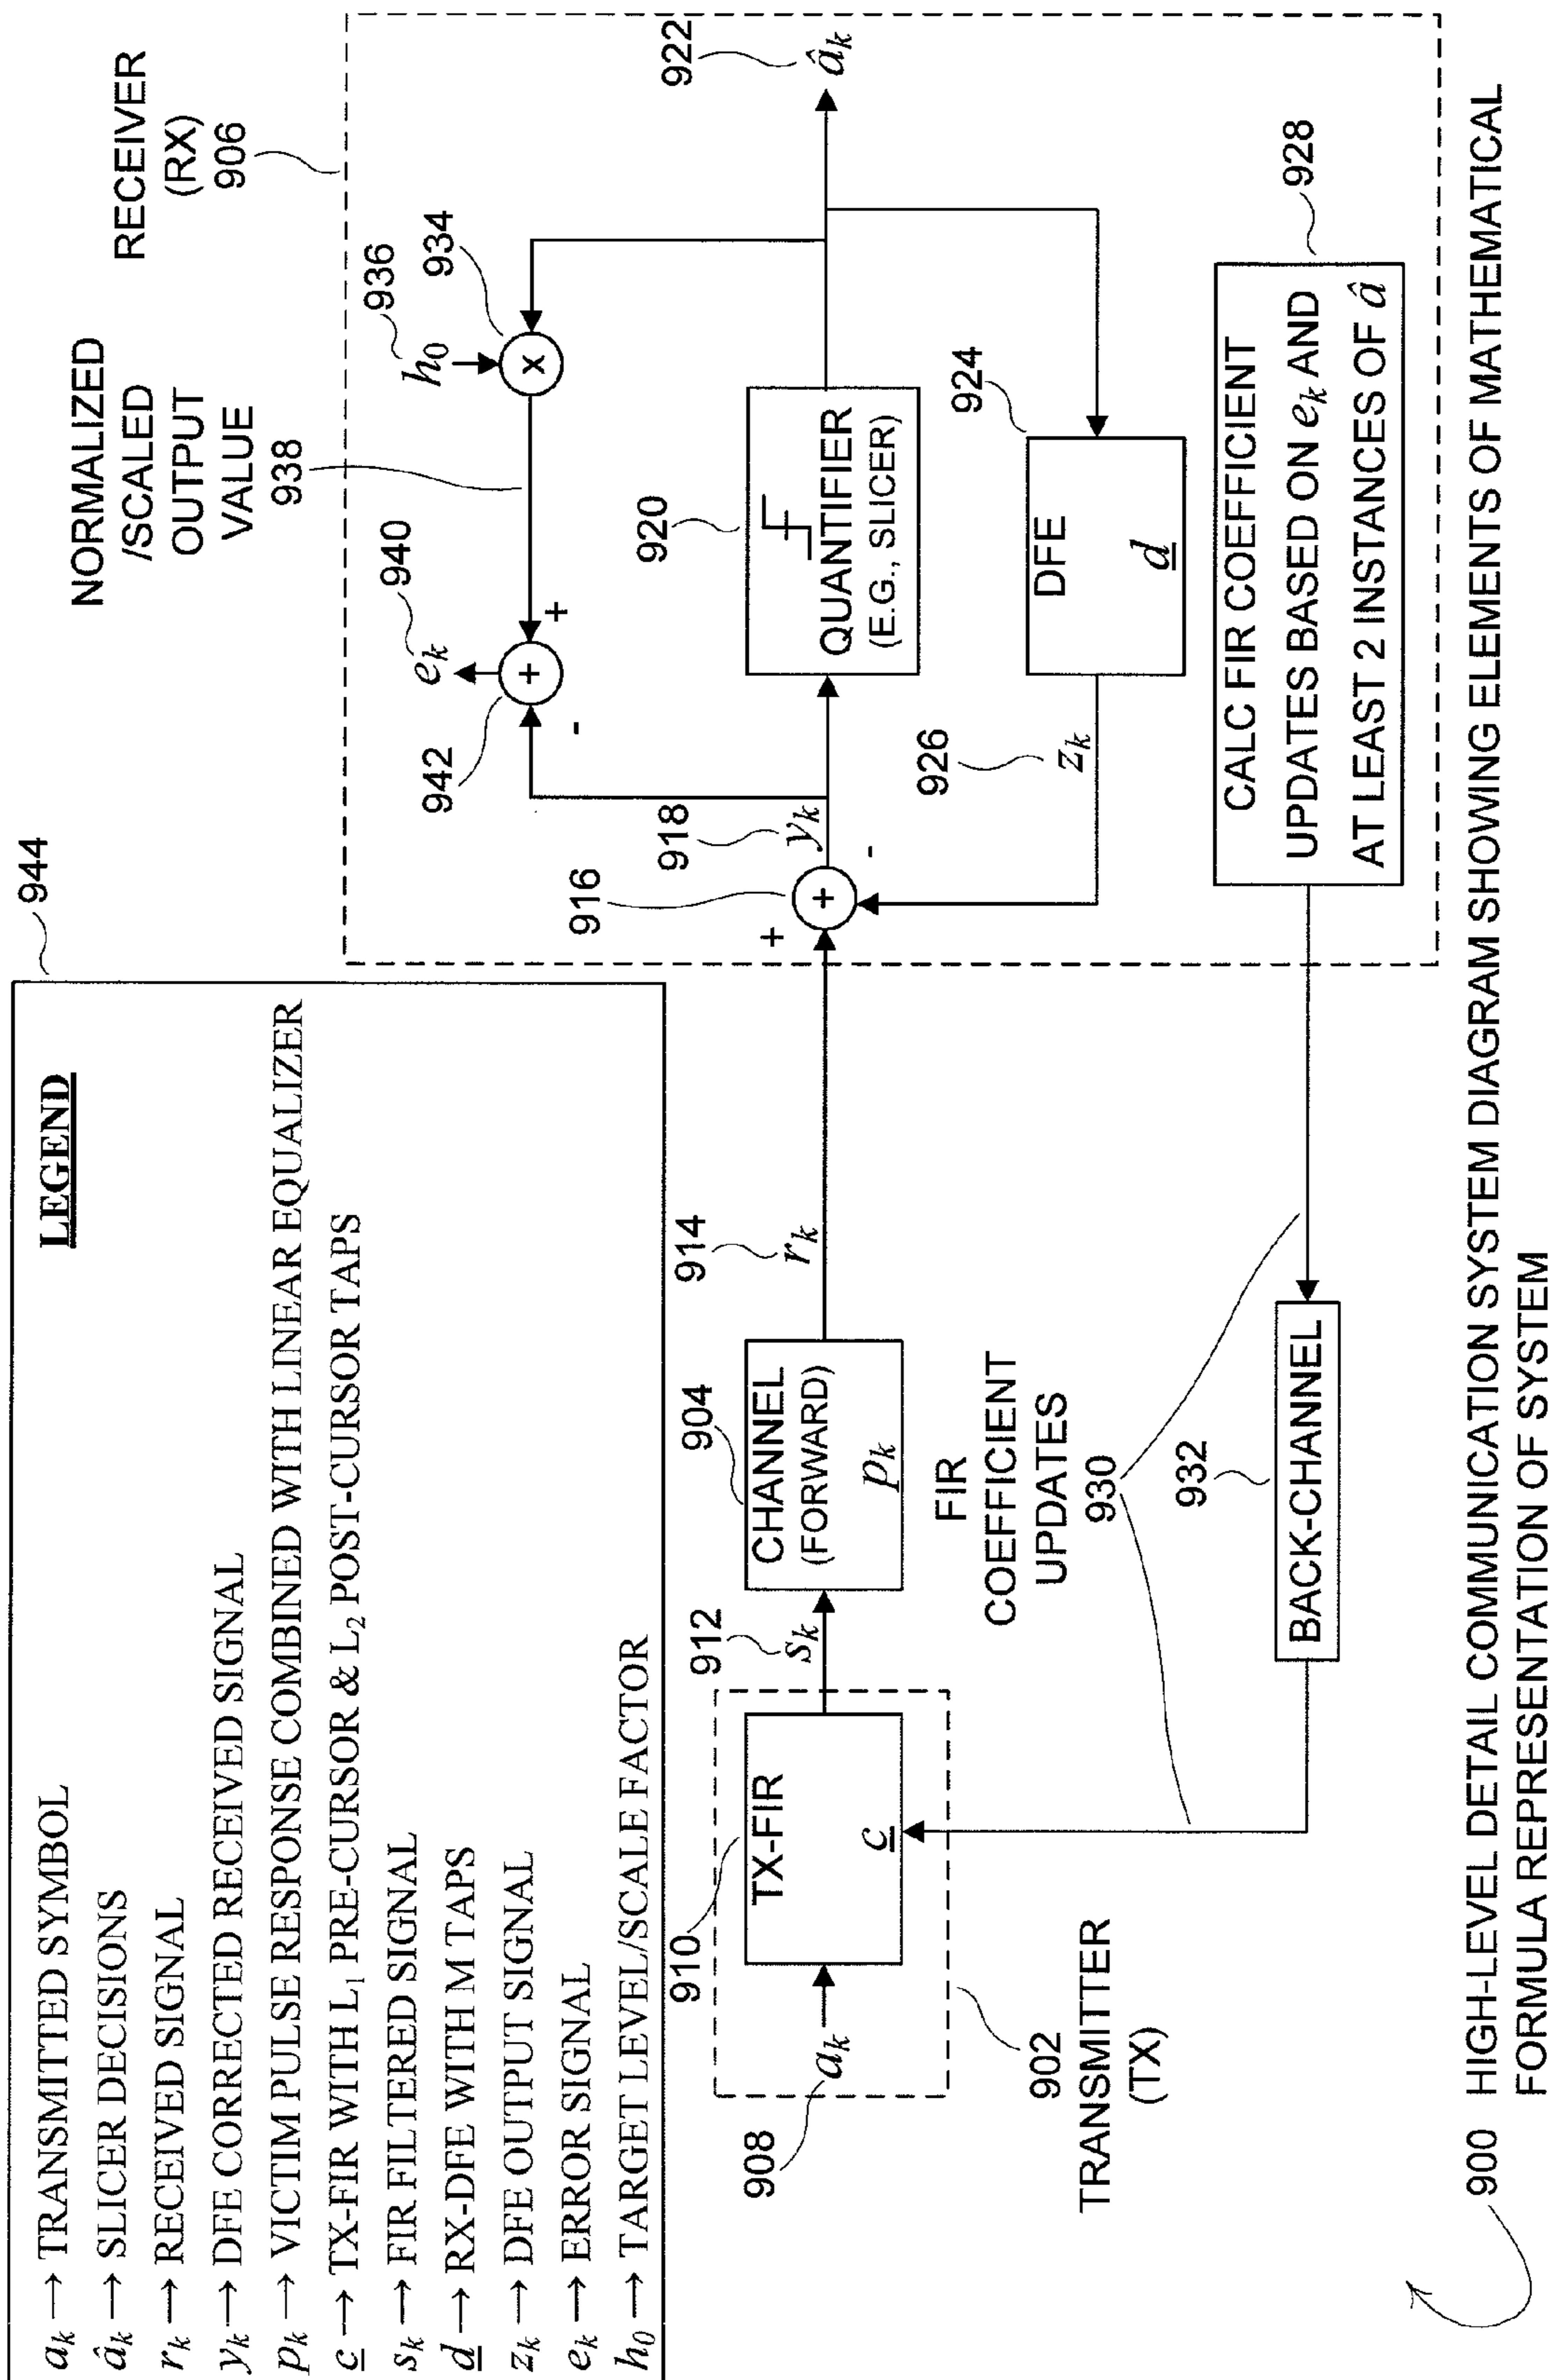 LEGEND
944
a_k → TRANSMITTED SYMBOL
â_k → SLICER DECISIONS
r_k → RECEIVED SIGNAL
y_k → DFE CORRECTED RECEIVED SIGNAL
p_k → VICTIM PULSE RESPONSE COMBINED WITH LINEAR EQUALIZER
c → TX-FIR WITH L₁ PRE-CURSOR & L₂ POST-CURSOR TAPS
s_k → FIR FILTERED SIGNAL
d → RX-DFE WITH M TAPS
z_k → DFE OUTPUT SIGNAL
e_k → ERROR SIGNAL
h_0 → TARGET LEVEL/SCALE FACTOR
NORMALIZED
/SCALED
OUTPUT
VALUE
938
RECEIVER
(RX)
906
e_k
940
h_0
936
934
x
+
942
+
-
922
â_k
920
QUANTIFIER
(E.G., SLICER)
918
y_k
916
+
+
-
924
DFE
d
926
z_k
928
CALC FIR COEFFICIENT
UPDATES BASED ON e_k AND
AT LEAST 2 INSTANCES OF â
914
r_k
904
CHANNEL
(FORWARD)
p_k
912
s_k
910
TX-FIR
c
908
a_k
902
TRANSMITTER
(TX)
FIR
COEFFICIENT
UPDATES
930
932
BACK-CHANNEL
900 HIGH-LEVEL DETAIL COMMUNICATION SYSTEM DIAGRAM SHOWING ELEMENTS OF MATHEMATICAL
FORMULA REPRESENTATION OF SYSTEM